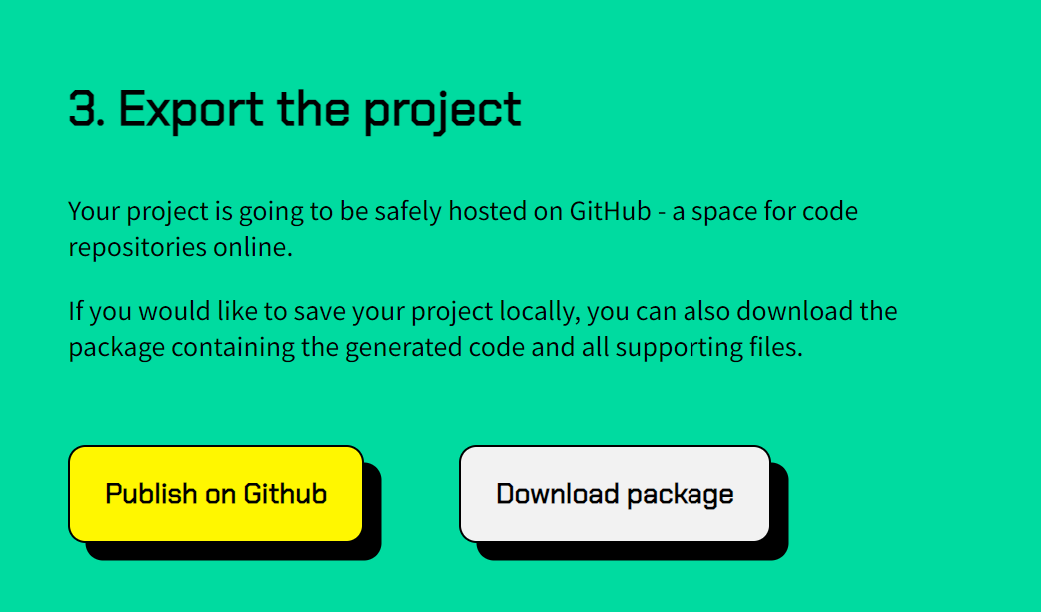 3. Export the project
Your project is going to be safely hosted on GitHub - a space for code
repositories online.
If you would like to save your project locally, you can also download the
package containing the generated code and all supporting files.
Publish on Github
Download package